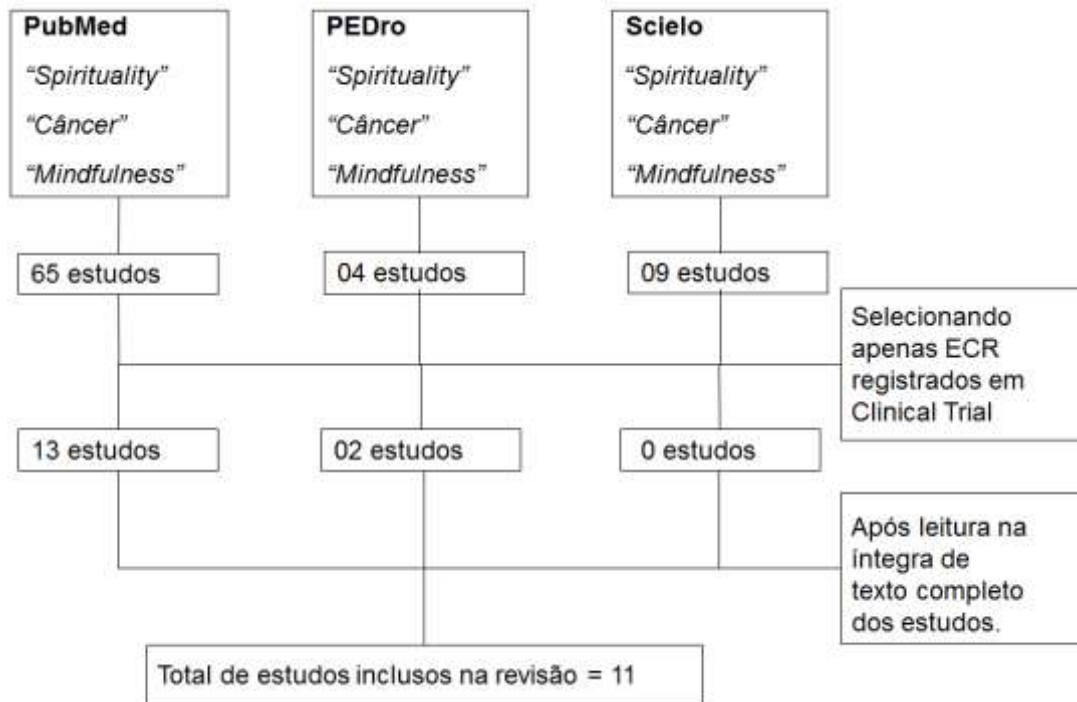 PubMed
“Spirituality”
“Câncer”
“Mindfulness”
PEDro
“Spirituality”
“Câncer”
“Mindfulness”
Scielo
“Spirituality”
“Câncer”
“Mindfulness”
65 estudos
04 estudos
09 estudos
Selecionando
apenas ECR
registrados em
Clinical Trial
13 estudos
02 estudos
0 estudos
Após leitura na
íntegra de
texto completo
dos estudos.
Total de estudos inclusos na revisão = 11